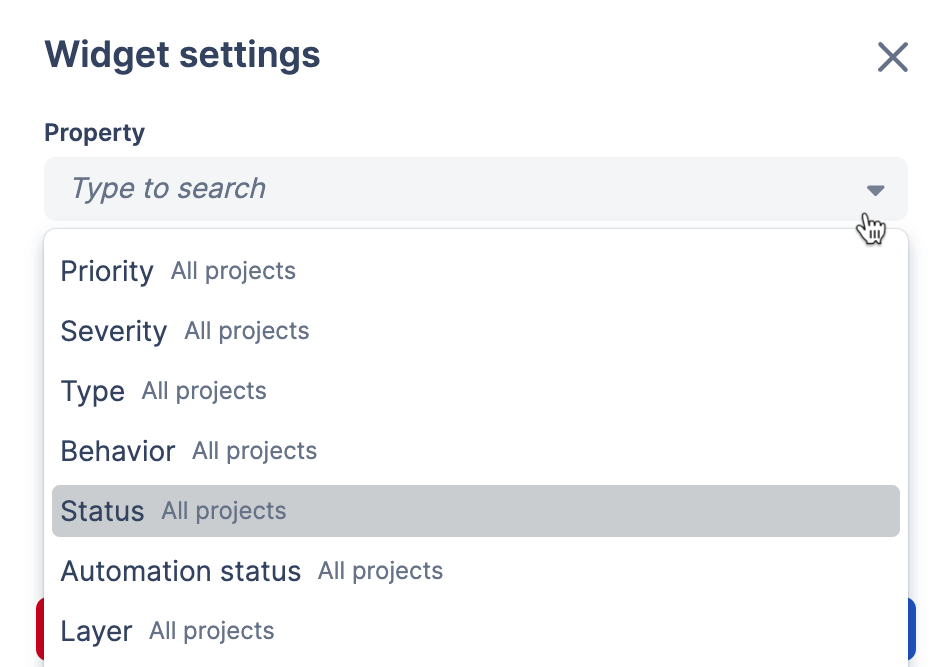 Widget settings
Property
Type to search
Priority All projects
Severity All projects
Type All projects
Behavior All projects
Status All projects
Automation status All projects
Layer All projects